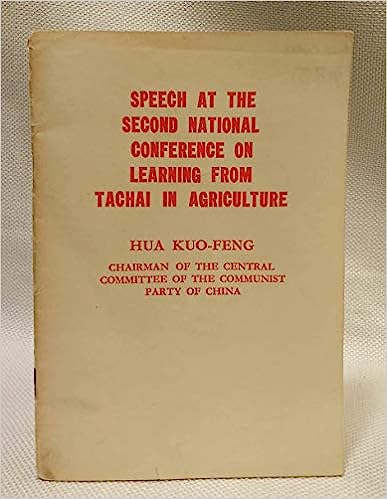 SPEECH AT THE
SECOND NATIONAL
CONFERENCE ON
LEARNING FROM
TACHAI IN AGRICULTURE
HUA KUO-FENG
CHAIRMAN OF THE CENTRAL
COMMITTEE OF THE COMMUNIST
PARTY OF CHINA